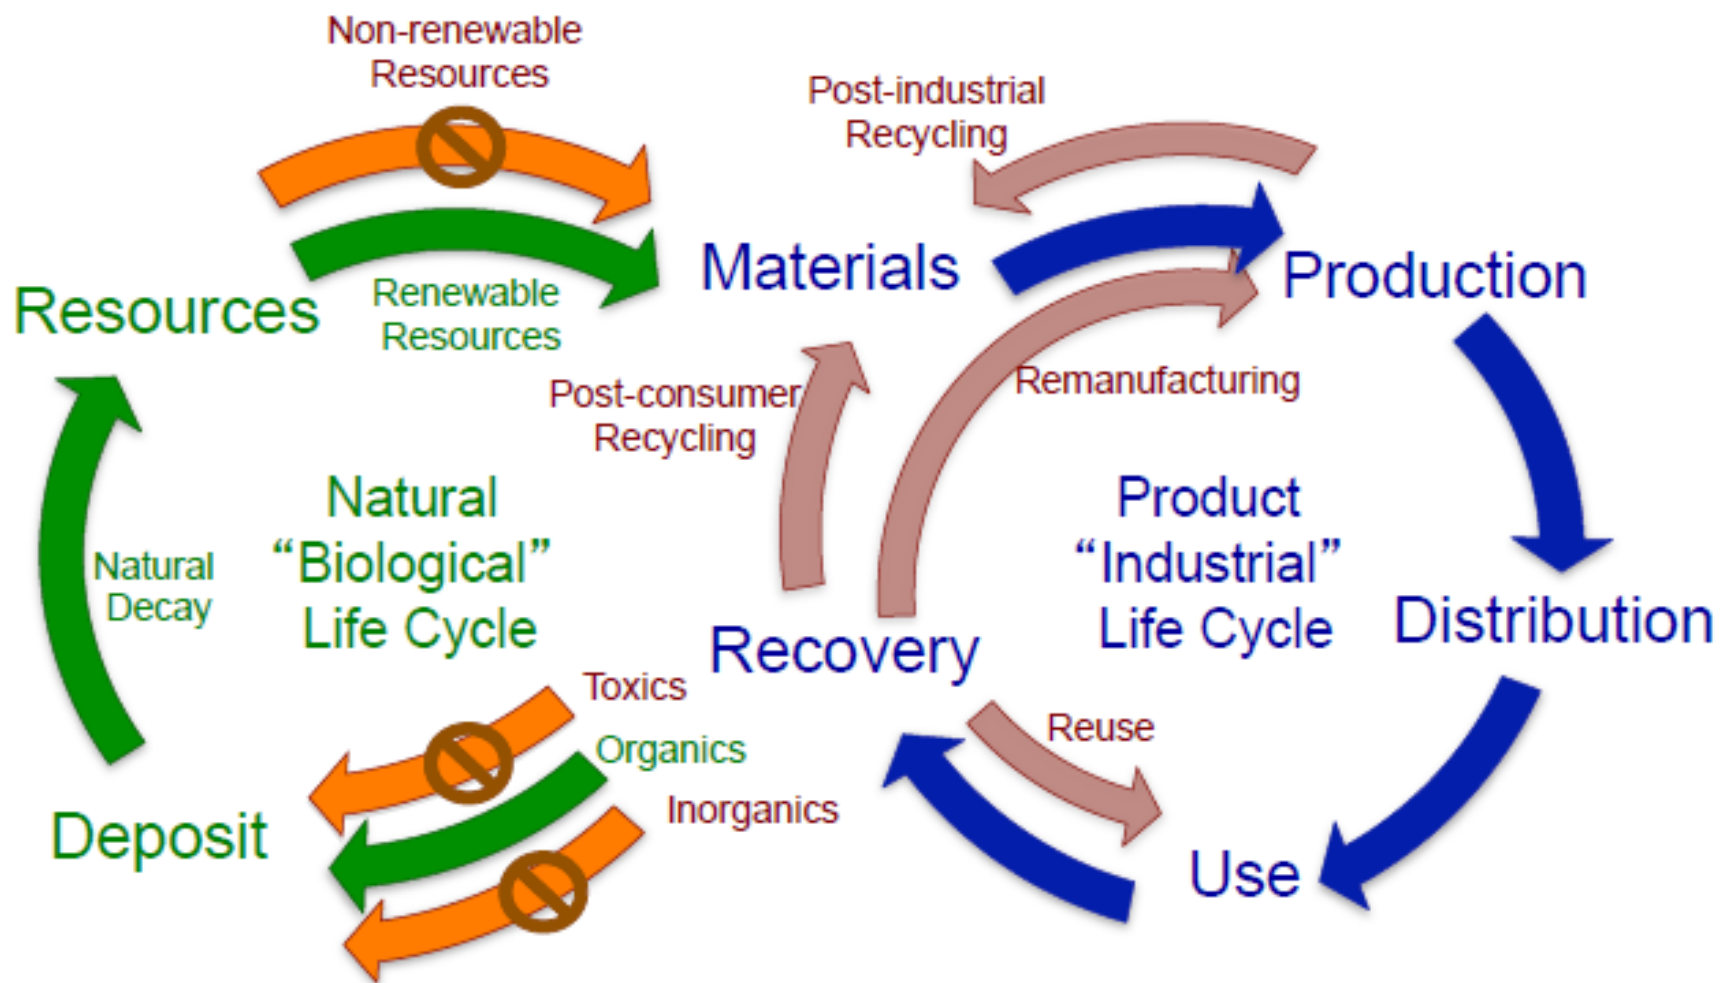 Non-renewable
Resources
Post-industrial
Recycling
Materials
Production
Resources
Renewable
Resources
Post-consumer
Recycling
Remanufacturing
Natural
“Biological”
Life Cycle
Product
“Industrial”
Life Cycle
Natural
Decay
Distribution
Recovery
Toxics
Organics
Inorganics
Reuse
Deposit
Use